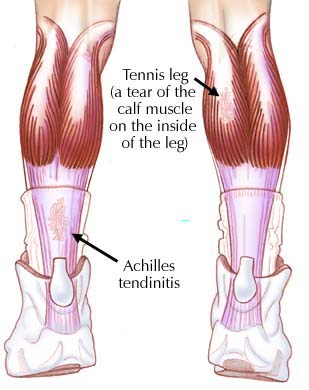 Tennis leg
(a tear of the
calf muscle
on the inside
of the leg)
Achilles
tendinitis